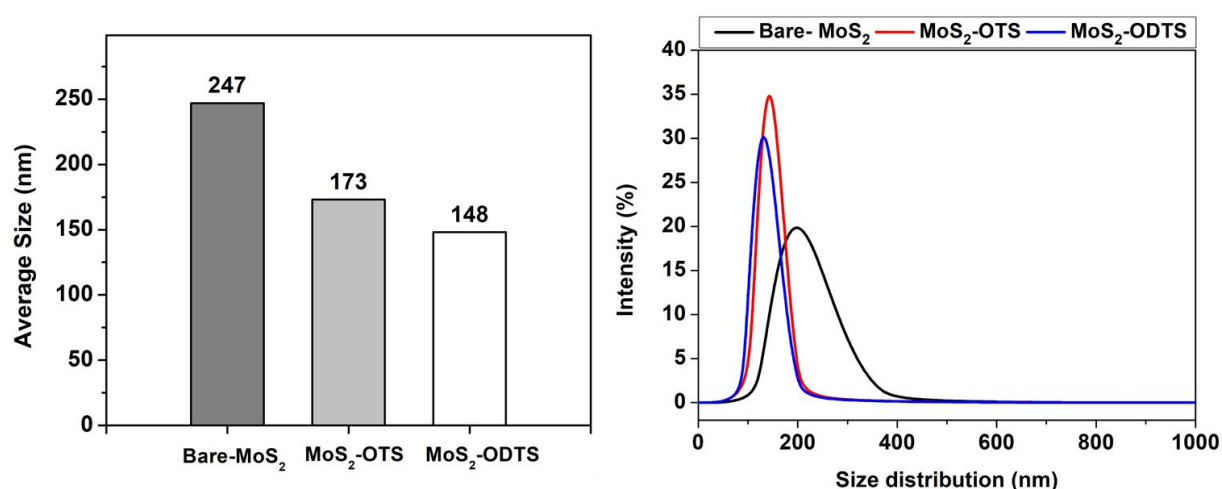 Average Size (nm)
250
200
150
100
50
0
247
173
148
Bare-MoS₂
MoS₂-OTS
MoS₂-ODTS
Bare- MoS₂ MoS₂-OTS MoS₂-ODTS
Intensity (%)
40
35
30
25
20
15
10
5
0
0 200 400 600 800 1000
Size distribution (nm)